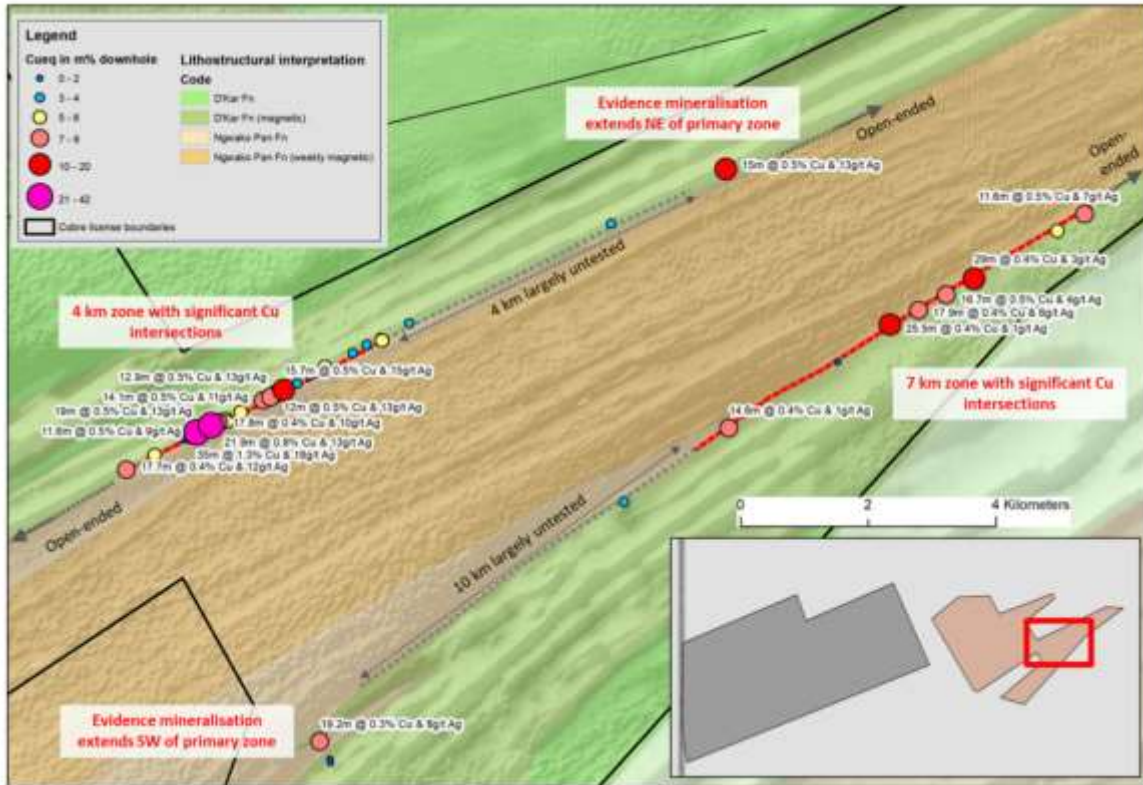 Legend
Cueq in m% downhole
0 - 2
3 - 4
5 - 6
7 - 9
10 - 20
21 - 42
Cobre license boundaries
Lithostructural interpretation
Code
D'Kar Fn
D'Kar Fn (magnetic)
Ngwako Pan Fn
Ngwako Pan Fn (weakly magnetic)
Evidence mineralisation
extends NE of primary zone
Open-ended
Open-
ended
15m @ 0.5% Cu & 13g/t Ag
11.6m @ 0.5% Cu & 7g/t Ag
4 km largely untested
29m @ 0.4% Cu & 3g/t Ag
16.7m @ 0.5% Cu & 4g/t Ag
17.9m @ 0.4% Cu & 6g/t Ag
25.5m @ 0.4% Cu & 1g/t Ag
4 km zone with significant Cu
intersections
7 km zone with significant Cu
intersections
15.7m @ 0.5% Cu & 15g/t Ag
12.9m @ 0.5% Cu & 13g/t Ag
14.1m @ 0.5% Cu & 11g/t Ag
12m @ 0.5% Cu & 13g/t Ag
19m @ 0.5% Cu & 13g/t Ag
17.8m @ 0.4% Cu & 10g/t Ag
11.6m @ 0.5% Cu & 9g/t Ag
21.9m @ 0.8% Cu & 13g/t Ag
35m @ 1.3% Cu & 18g/t Ag
17.7m @ 0.4% Cu & 12g/t Ag
14.6m @ 0.4% Cu & 1g/t Ag
Open-ended
10 km largely untested
0 2 4 Kilometers
Evidence mineralisation
extends SW of primary zone
19.2m @ 0.3% Cu & 8g/t Ag